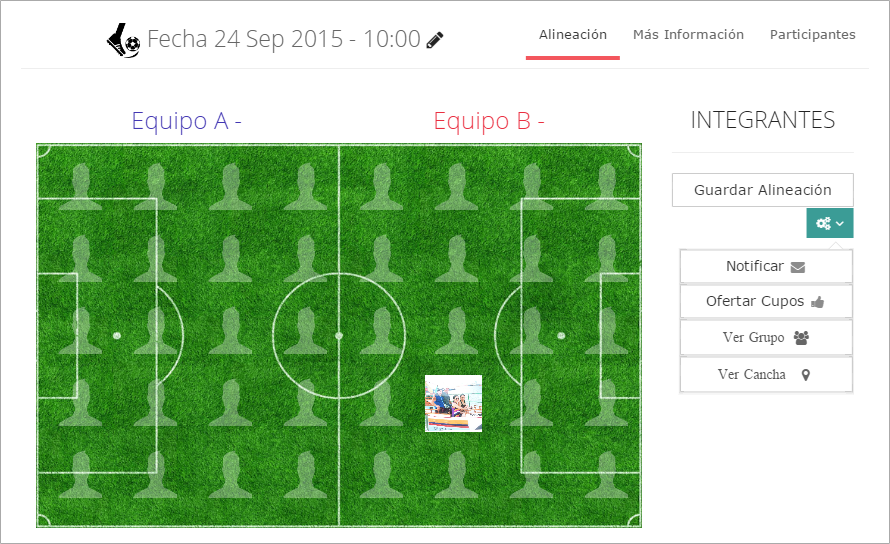 Fecha 24 Sep 2015 - 10:00
Alineación
Más Información
Participantes
Equipo A -
Equipo B -
INTEGRANTES
Guardar Alineación
Notificar
Ofertar Cupos
Ver Grupo
Ver Cancha